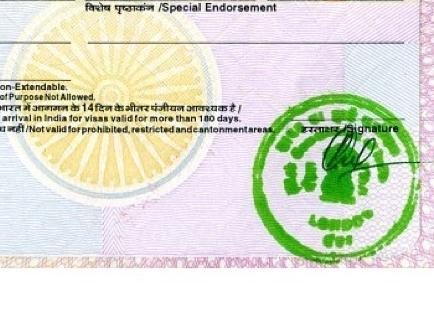 विशेष पृष्ठांकन /Special Endorsement
on-Extendable.
of Purpose Not Allowed.
भारत में आगमन के 14 दिन के भीतर पंजीयन आवश्यक है /
arrival in India for visas valid for more than 180 days.
नहीं / Not valid for prohibited, restricted and cantonment areas.
हस्ताक्षर /Signature
LONDON